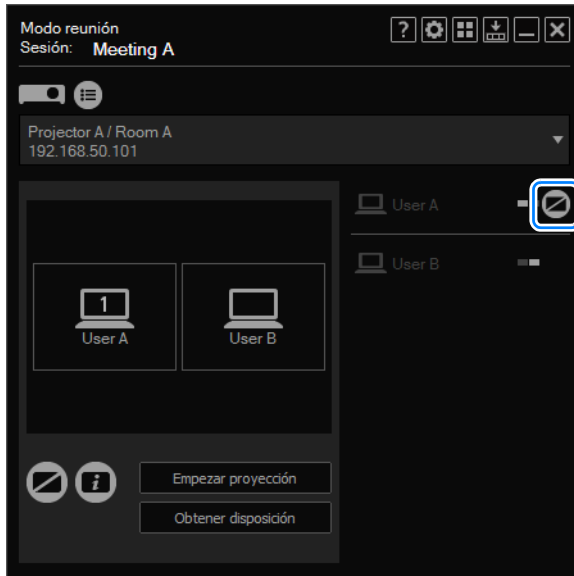 Modo reunión
Sesión: Meeting A
?
Projector A / Room A
192.168.50.101
User A
User B
1
User A User B
i
Empezar proyección
Obtener disposición